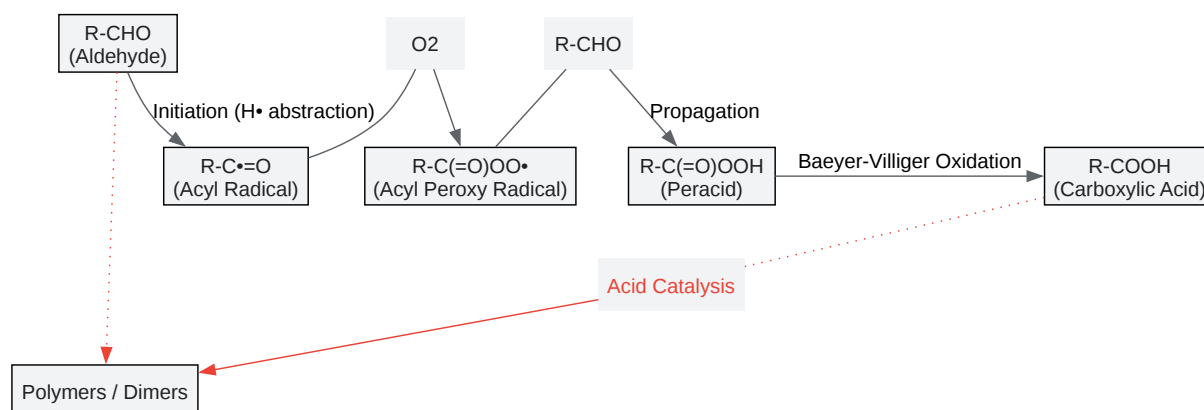 R-CHO
(Aldehyde)
O2
R-CHO
Initiation (H• abstraction)
Propagation
R-C•=O
(Acyl Radical)
R-C(=O)OO•
(Acyl Peroxy Radical)
R-C(=O)OOH
(Peracid)
Baeyer-Villiger Oxidation
R-COOH
(Carboxylic Acid)
Acid Catalysis
Polymers / Dimers